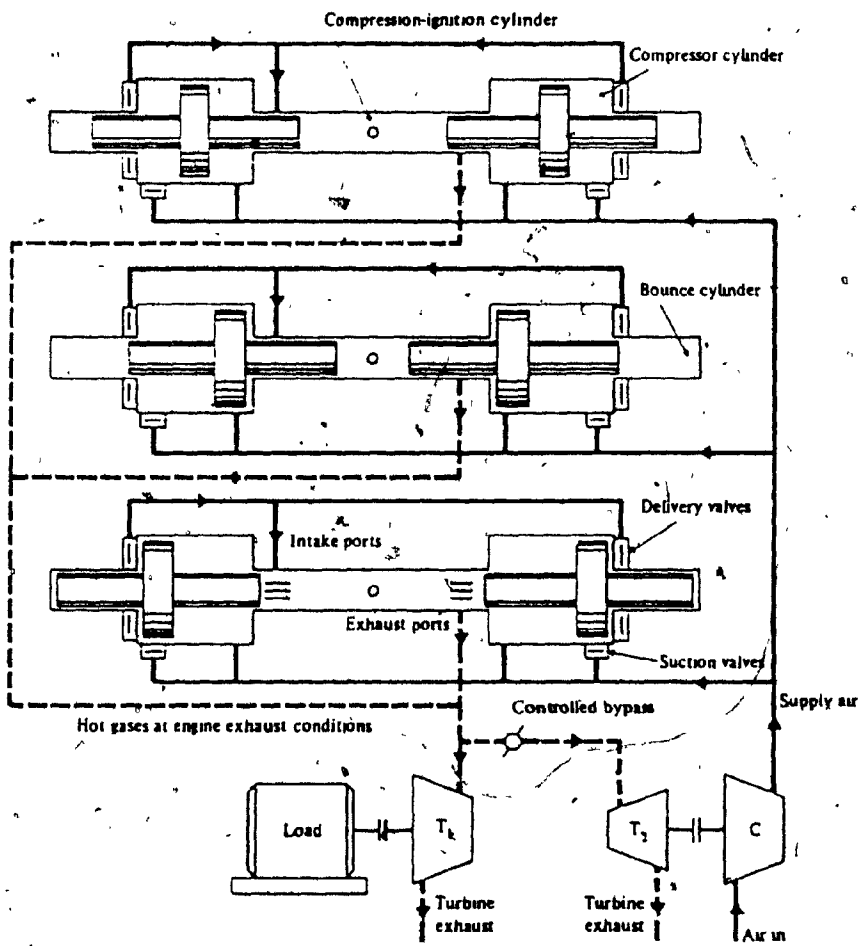 Compression-ignition cylinder
Compressor cylinder
Bounce cylinder
Delivery valves
Intake ports
Exhaust ports
Suction valves
Supply air
Controlled bypass
Hot gases at engine exhaust conditions
Load
T₂
C
Turbine
exhaust
Turbine
exhaust
Air in